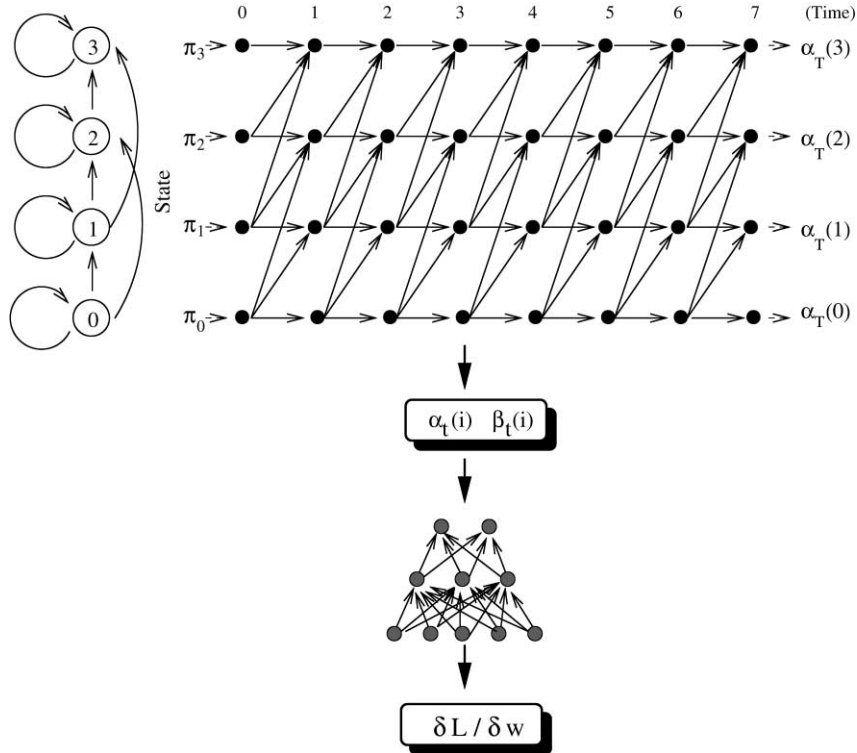 0 1 2 3 4 5 6 7 (Time)
3 π₃ α_T(3)
2 π₂ α_T(2)
State
1 π₁ α_T(1)
0 π₀ α_T(0)
α_t(i) β_t(i)
δL / δw